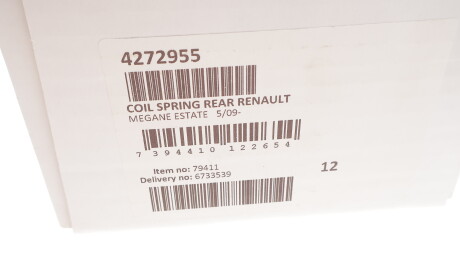 4272955
COIL SPRING REAR RENAULT
MEGANE ESTATE 5/09-
7 394410 122654
Item no: 79411
Delivery no: 6733539
12